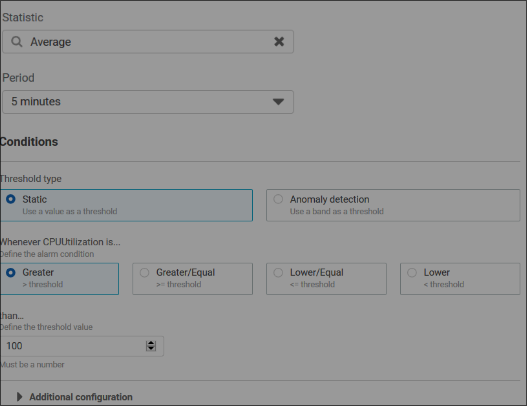 Statistic
Average
Period
5 minutes
Conditions
Threshold type
Static
Use a value as a threshold
Anomaly detection
Use a band as a threshold
Whenever CPUUtilization is...
Define the alarm condition
Greater
> threshold
Greater/Equal
>= threshold
Lower/Equal
<= threshold
Lower
< threshold
than...
Define the threshold value
100
Must be a number
Additional configuration